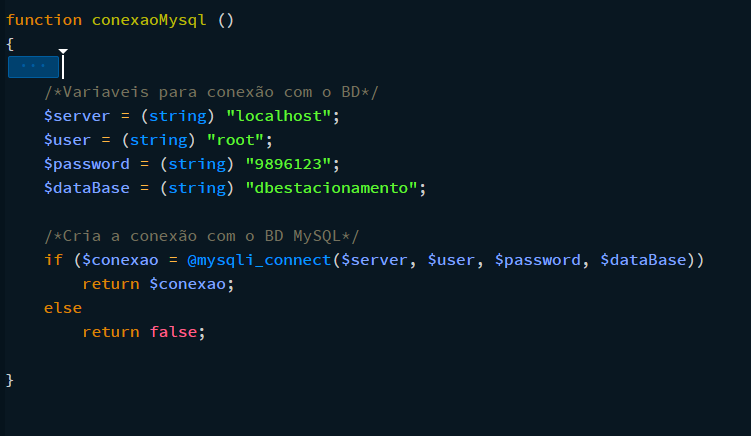 function conexaoMysql ()
{
...
/*Variaveis para conexão com o BD*/
$server = (string) "localhost";
$user = (string) "root";
$password = (string) "9896123";
$dataBase = (string) "dbestacionamento";
/*Cria a conexão com o BD MySQL*/
if ($conexao = @mysqli_connect($server, $user, $password, $dataBase))
return $conexao;
else
return false;
}